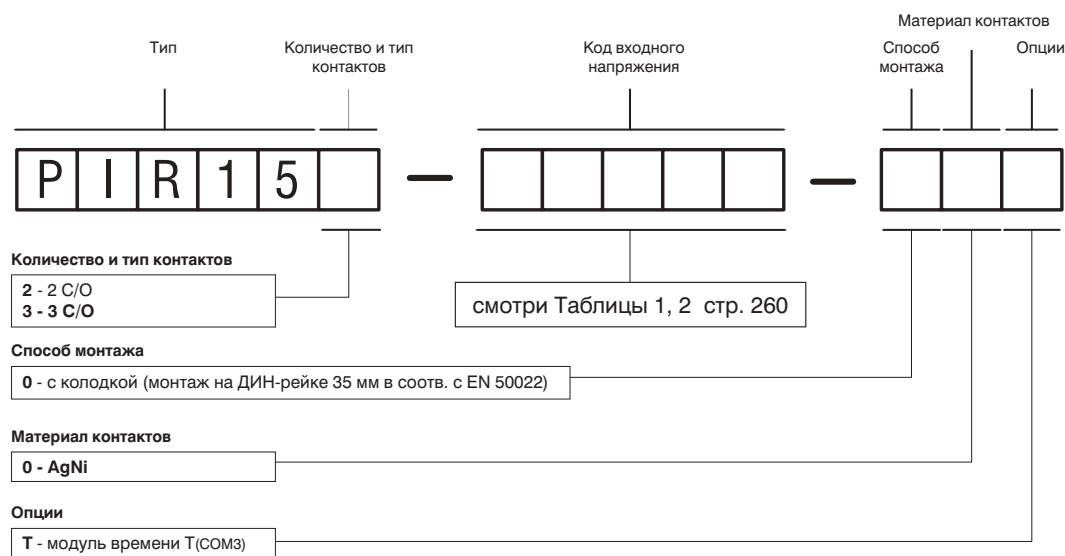 Материал контактов
Тип
Количество и тип
контактов
Код входного
напряжения
Способ
монтажа
Опции
P I R 1 5 — —
Количество и тип контактов
2 - 2 C/O
3 - 3 C/O
смотри Таблицы 1, 2 стр. 260
Способ монтажа
0 - с колодкой (монтаж на ДИН-рейке 35 мм в соотв. с EN 50022)
Материал контактов
0 - AgNi
Опции
T - модуль времени T(COM3)